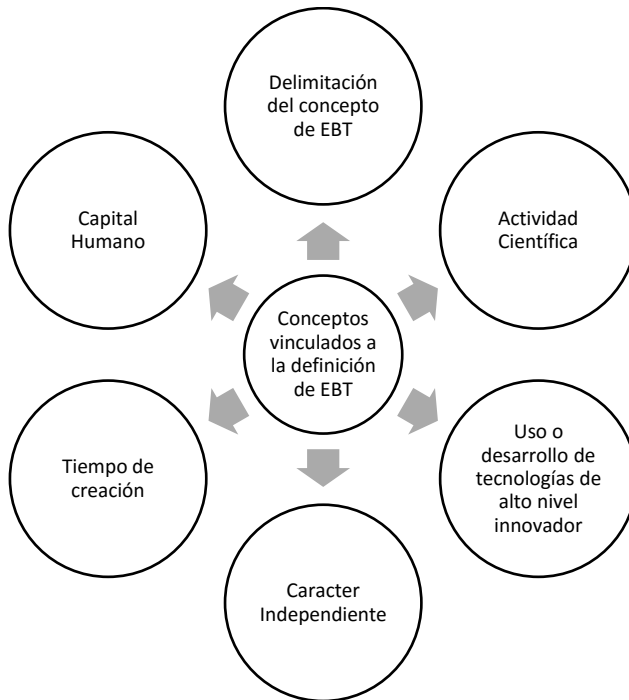 Delimitación
del concepto
de EBT
Capital
Humano
Actividad
Científica
Conceptos
vinculados a
la definición
de EBT
Tiempo de
creación
Uso o
desarrollo de
tecnologías de
alto nivel
innovador
Caracter
Independiente